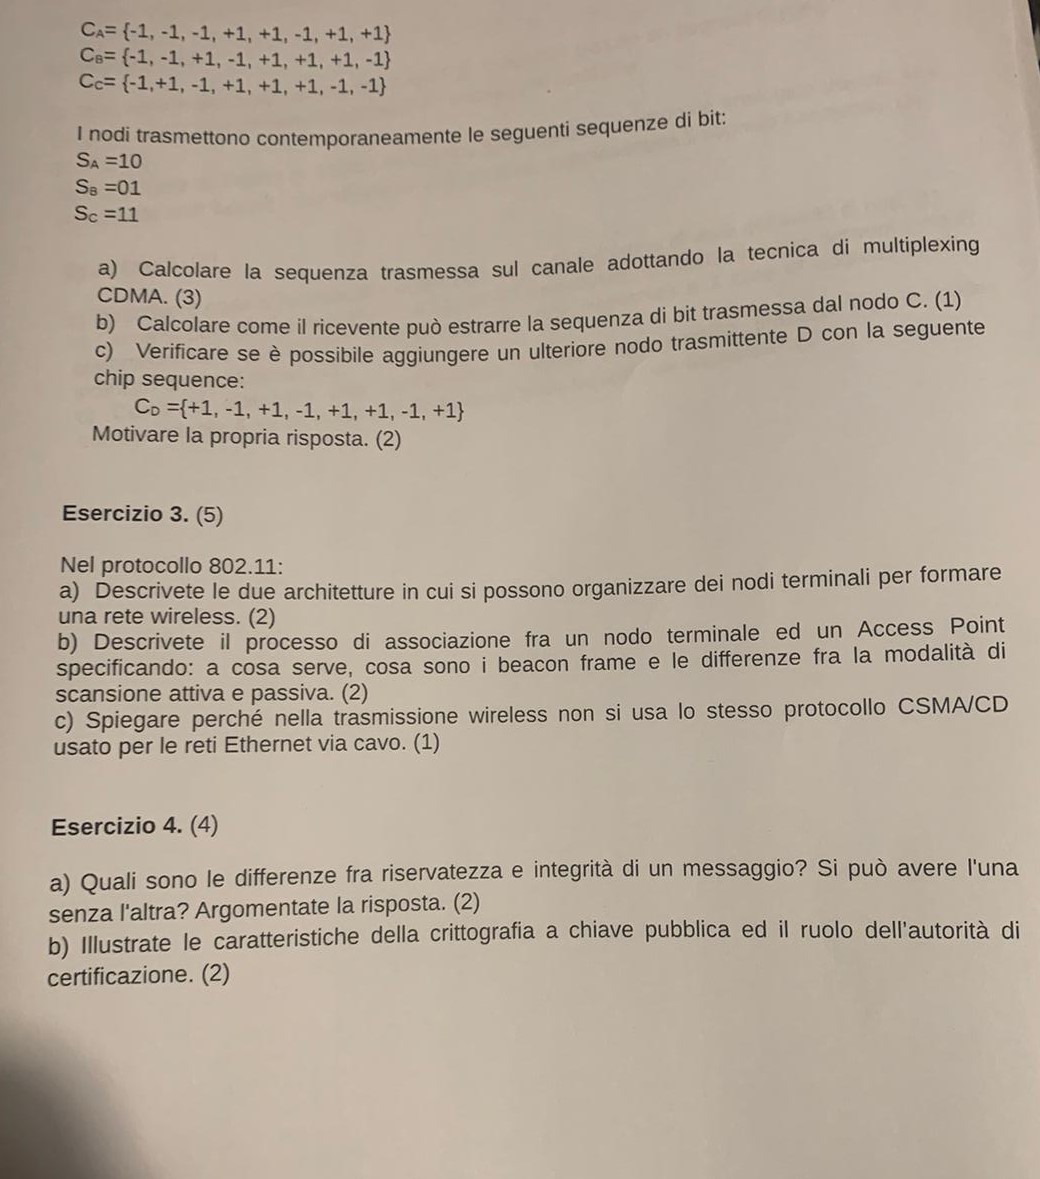 CA= {-1, -1, -1, +1, +1, -1, +1, +1}
CB= {-1, -1, +1, -1, +1, +1, +1, -1}
CC= {-1,+1, -1, +1, +1, +1, -1, -1}
I nodi trasmettono contemporaneamente le seguenti sequenze di bit:
SA =10
SB =01
SC =11
a) Calcolare la sequenza trasmessa sul canale adottando la tecnica di multiplexing
CDMA. (3)
b) Calcolare come il ricevente può estrarre la sequenza di bit trasmessa dal nodo C. (1)
c) Verificare se è possibile aggiungere un ulteriore nodo trasmittente D con la seguente
chip sequence:
CD ={+1, -1, +1, -1, +1, +1, -1, +1}
Motivare la propria risposta. (2)
Esercizio 3. (5)
Nel protocollo 802.11:
a) Descrivete le due architetture in cui si possono organizzare dei nodi terminali per formare
una rete wireless. (2)
b) Descrivete il processo di associazione fra un nodo terminale ed un Access Point
specificando: a cosa serve, cosa sono i beacon frame e le differenze fra la modalità di
scansione attiva e passiva. (2)
c) Spiegare perché nella trasmissione wireless non si usa lo stesso protocollo CSMA/CD
usato per le reti Ethernet via cavo. (1)
Esercizio 4. (4)
a) Quali sono le differenze fra riservatezza e integrità di un messaggio? Si può avere l'una
senza l'altra? Argomentate la risposta. (2)
b) Illustrate le caratteristiche della crittografia a chiave pubblica ed il ruolo dell'autorità di
certificazione. (2)